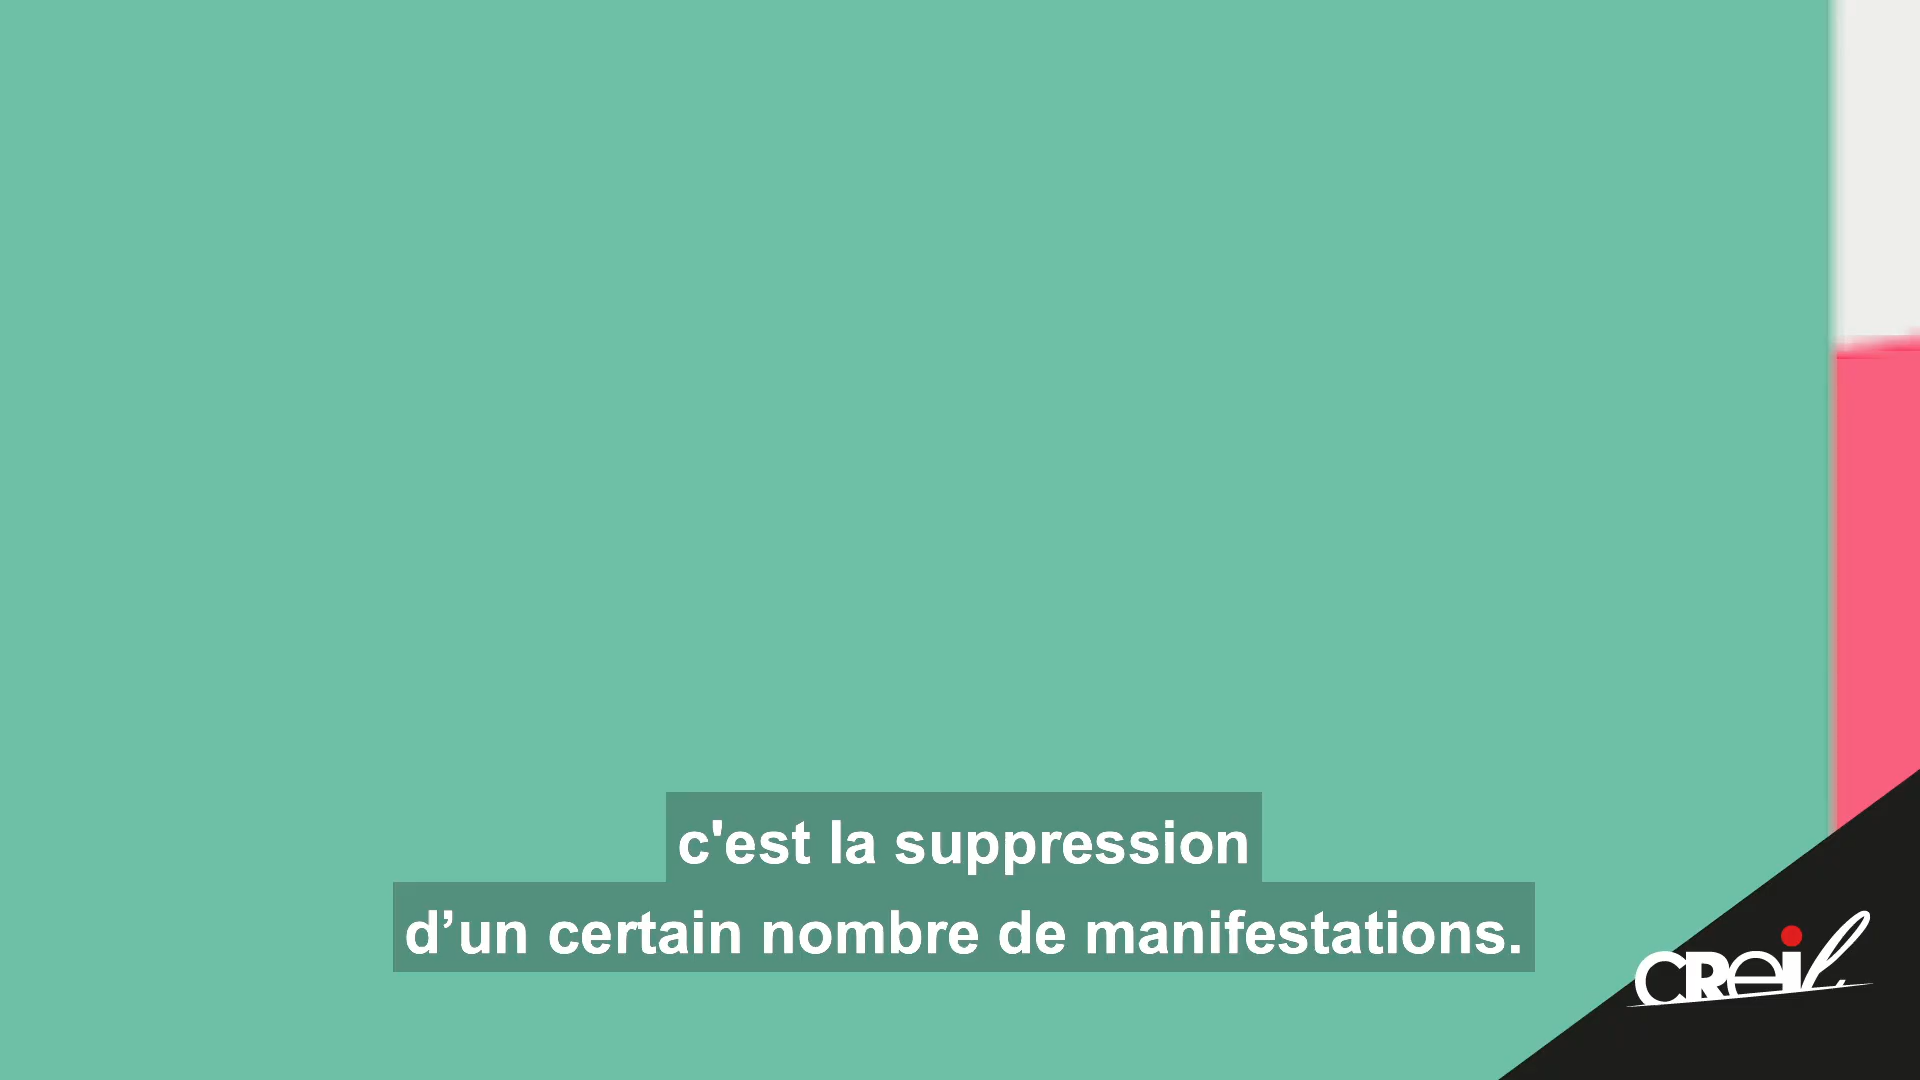 c'est la suppression
d’un certain nombre de manifestations.
CReil